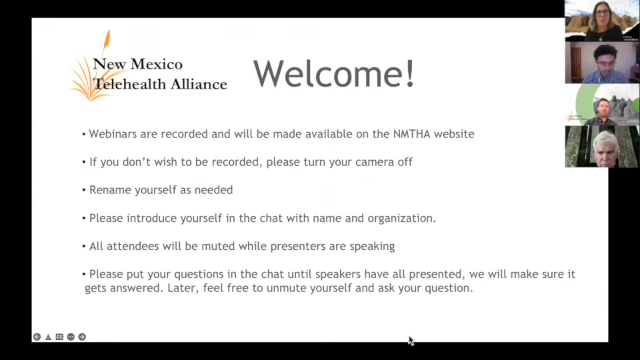 New Mexico
Telehealth Alliance
Welcome!
• Webinars are recorded and will be made available on the NMTHA website
• If you don’t wish to be recorded, please turn your camera off
• Rename yourself as needed
• Please introduce yourself in the chat with name and organization.
• All attendees will be muted while presenters are speaking
• Please put your questions in the chat until speakers have all presented, we will make sure it
gets answered. Later, feel free to unmute yourself and ask your question.